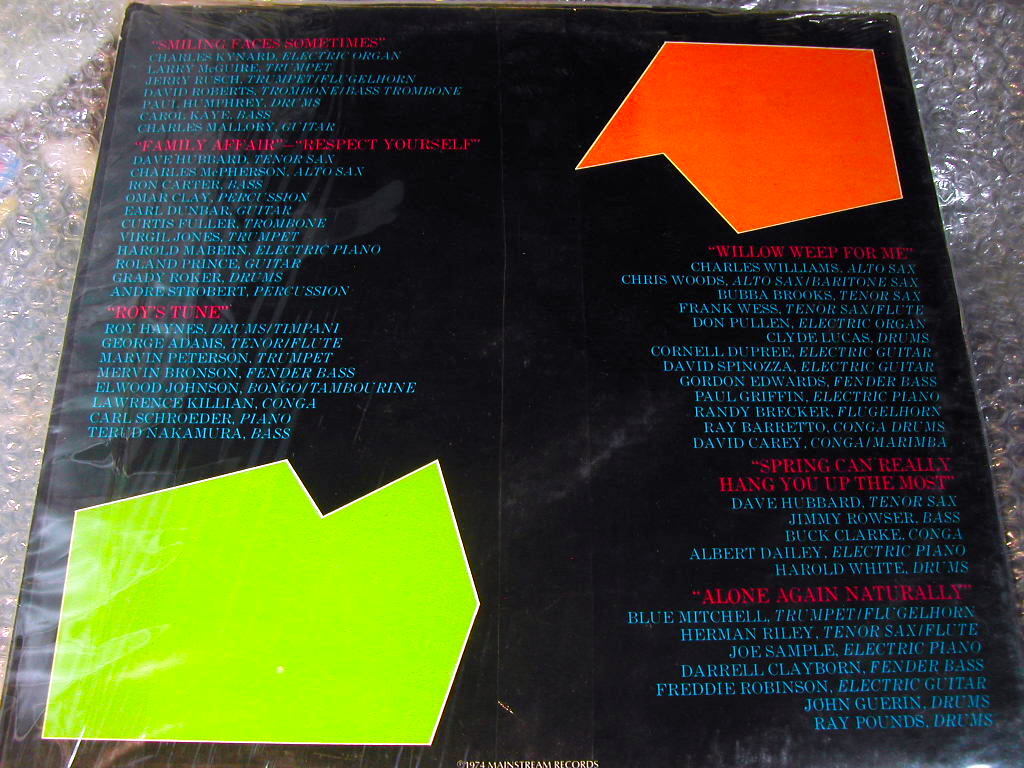 "SMILING FACES SOMETIMES"
CHARLES KYNARD, ELECTRIC ORGAN
LARRY McGUIRE, TRUMPET
JERRY RUSCH, TRUMPET/FLUGELHORN
DAVID ROBERTS, TROMBONE/BASS TROMBONE
PAUL HUMPHREY, DRUMS
CAROL KAYE, BASS
CHARLES MALLORY, GUITAR
"FAMILY AFFAIR"—"RESPECT YOURSELF"
DAVE HUBBARD, TENOR SAX
CHARLES McPHERSON, ALTO SAX
RON CARTER, BASS
OMAR CLAY, PERCUSSION
EARL DUNBAR, GUITAR
CURTIS FULLER, TROMBONE
VIRGIL JONES, TRUMPET
HAROLD MABERN, ELECTRIC PIANO
ROLAND PRINCE, GUITAR
GRADY ROKER, DRUMS
ANDRE STROBERT, PERCUSSION
"ROY'S TUNE"
ROY HAYNES, DRUMS/TIMPANI
GEORGE ADAMS, TENOR/FLUTE
MARVIN PETERSON, TRUMPET
MERVIN BRONSON, FENDER BASS
ELWOOD JOHNSON, BONGO/TAMBOURINE
LAWRENCE KILLIAN, CONGA
CARL SCHROEDER, PIANO
TERUO NAKAMURA, BASS
"WILLOW WEEP FOR ME"
CHARLES WILLIAMS, ALTO SAX
CHRIS WOODS, ALTO SAX/BARITONE SAX
BUBBA BROOKS, TENOR SAX
FRANK WESS, TENOR SAX/FLUTE
DON PULLEN, ELECTRIC ORGAN
CLYDE LUCAS, DRUMS
CORNELL DUPREE, ELECTRIC GUITAR
DAVID SPINOZZA, ELECTRIC GUITAR
GORDON EDWARDS, FENDER BASS
PAUL GRIFFIN, ELECTRIC PIANO
RANDY BRECKER, FLUGELHORN
RAY BARRETTO, CONGA DRUMS
DAVID CAREY, CONGA/MARIMBA
"SPRING CAN REALLY
HANG YOU UP THE MOST"
DAVE HUBBARD, TENOR SAX
JIMMY ROWSER, BASS
BUCK CLARKE, CONGA
ALBERT DAILEY, ELECTRIC PIANO
HAROLD WHITE, DRUMS
"ALONE AGAIN NATURALLY"
BLUE MITCHELL, TRUMPET/FLUGELHORN
HERMAN RILEY, TENOR SAX/FLUTE
JOE SAMPLE, ELECTRIC PIANO
DARRELL CLAYBORN, FENDER BASS
FREDDIE ROBINSON, ELECTRIC GUITAR
JOHN GUERIN, DRUMS
RAY POUNDS, DRUMS
℗1974 MAINSTREAM RECORDS